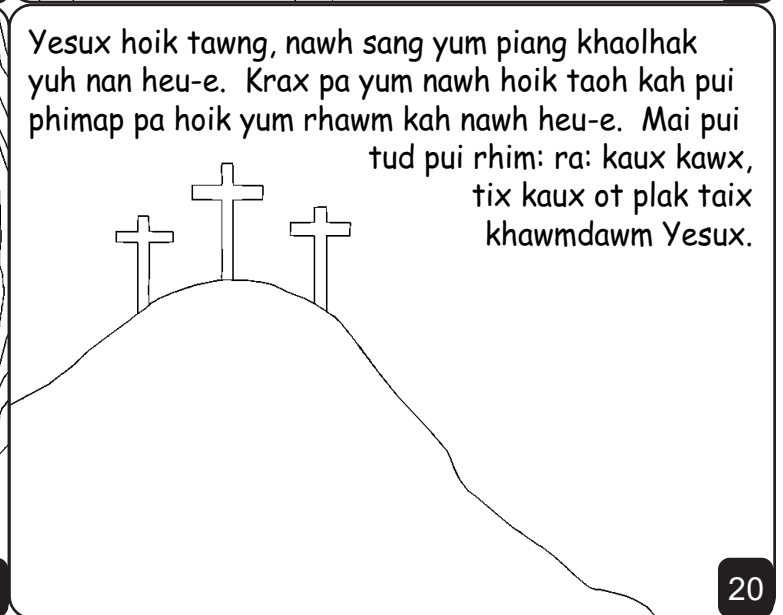 Yesux hoik tawng, nawh sang yum piang khaolhak
yuh nan heu-e.  Krax pa yum nawh hoik taoh kah pui
phimap pa hoik yum rhawm kah nawh heu-e.  Mai pui
tud pui rhim: ra: kaux kawx,
tix kaux ot plak taix
khawmdawm Yesux.
20